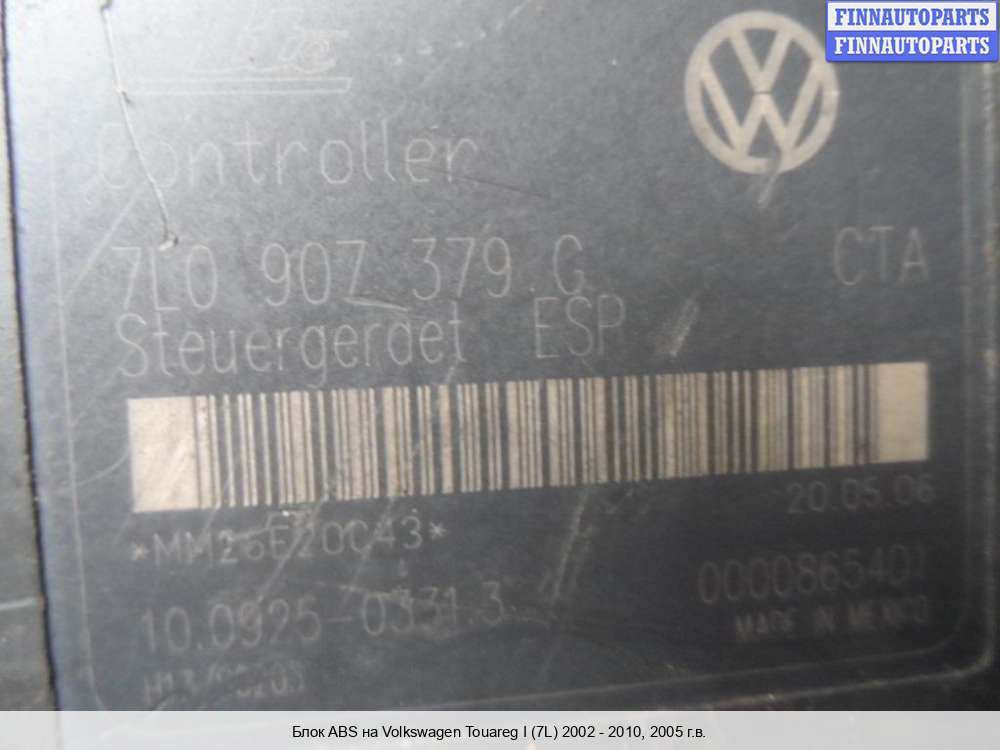 FINNAUTOPARTS
FINNAUTOPARTS
Controller
7L0 907 379 G CTA
Steuergeraet ESP
20.05.06
*MM26E20C43*
10.0925-0331.3
MADE IN MEXICO
Блок ABS на Volkswagen Touareg I (7L) 2002 - 2010, 2005 г.в.